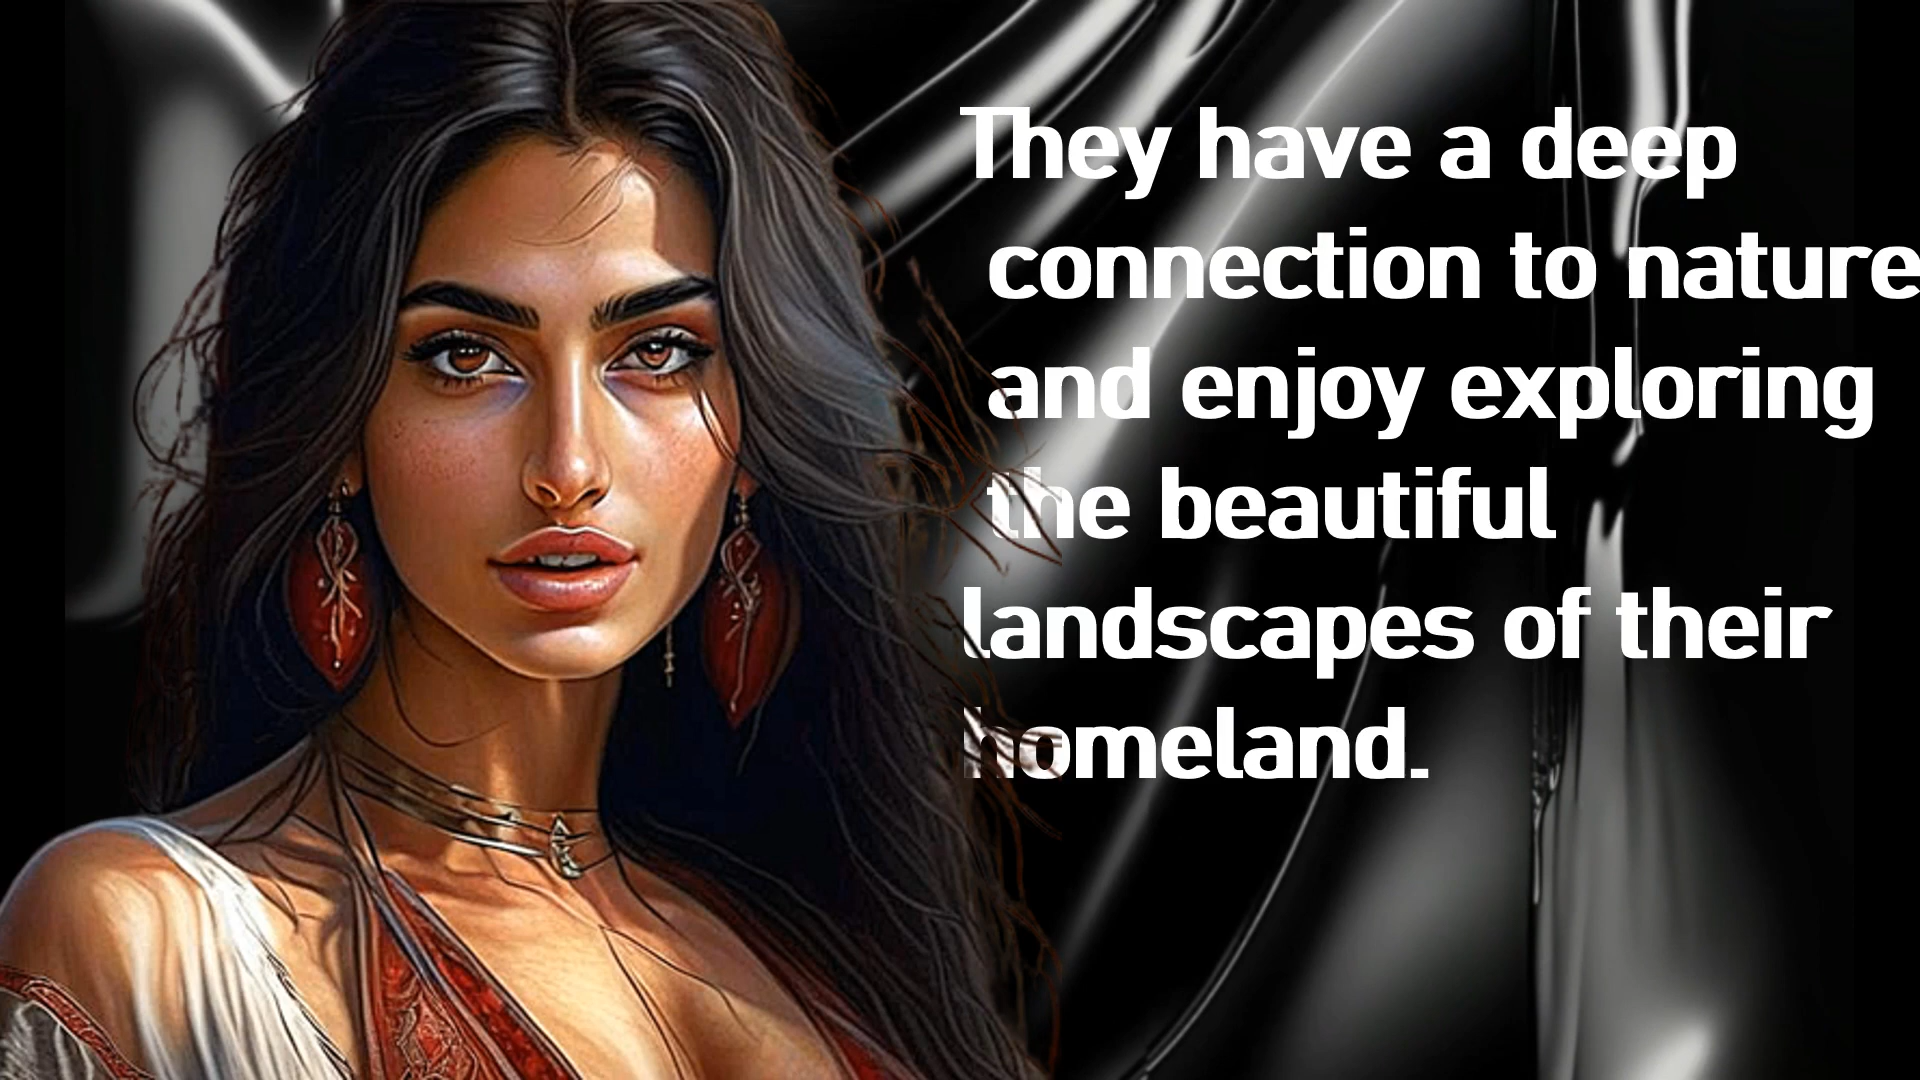 They have a deep
connection to nature
and enjoy exploring
the beautiful
landscapes of their
homeland.